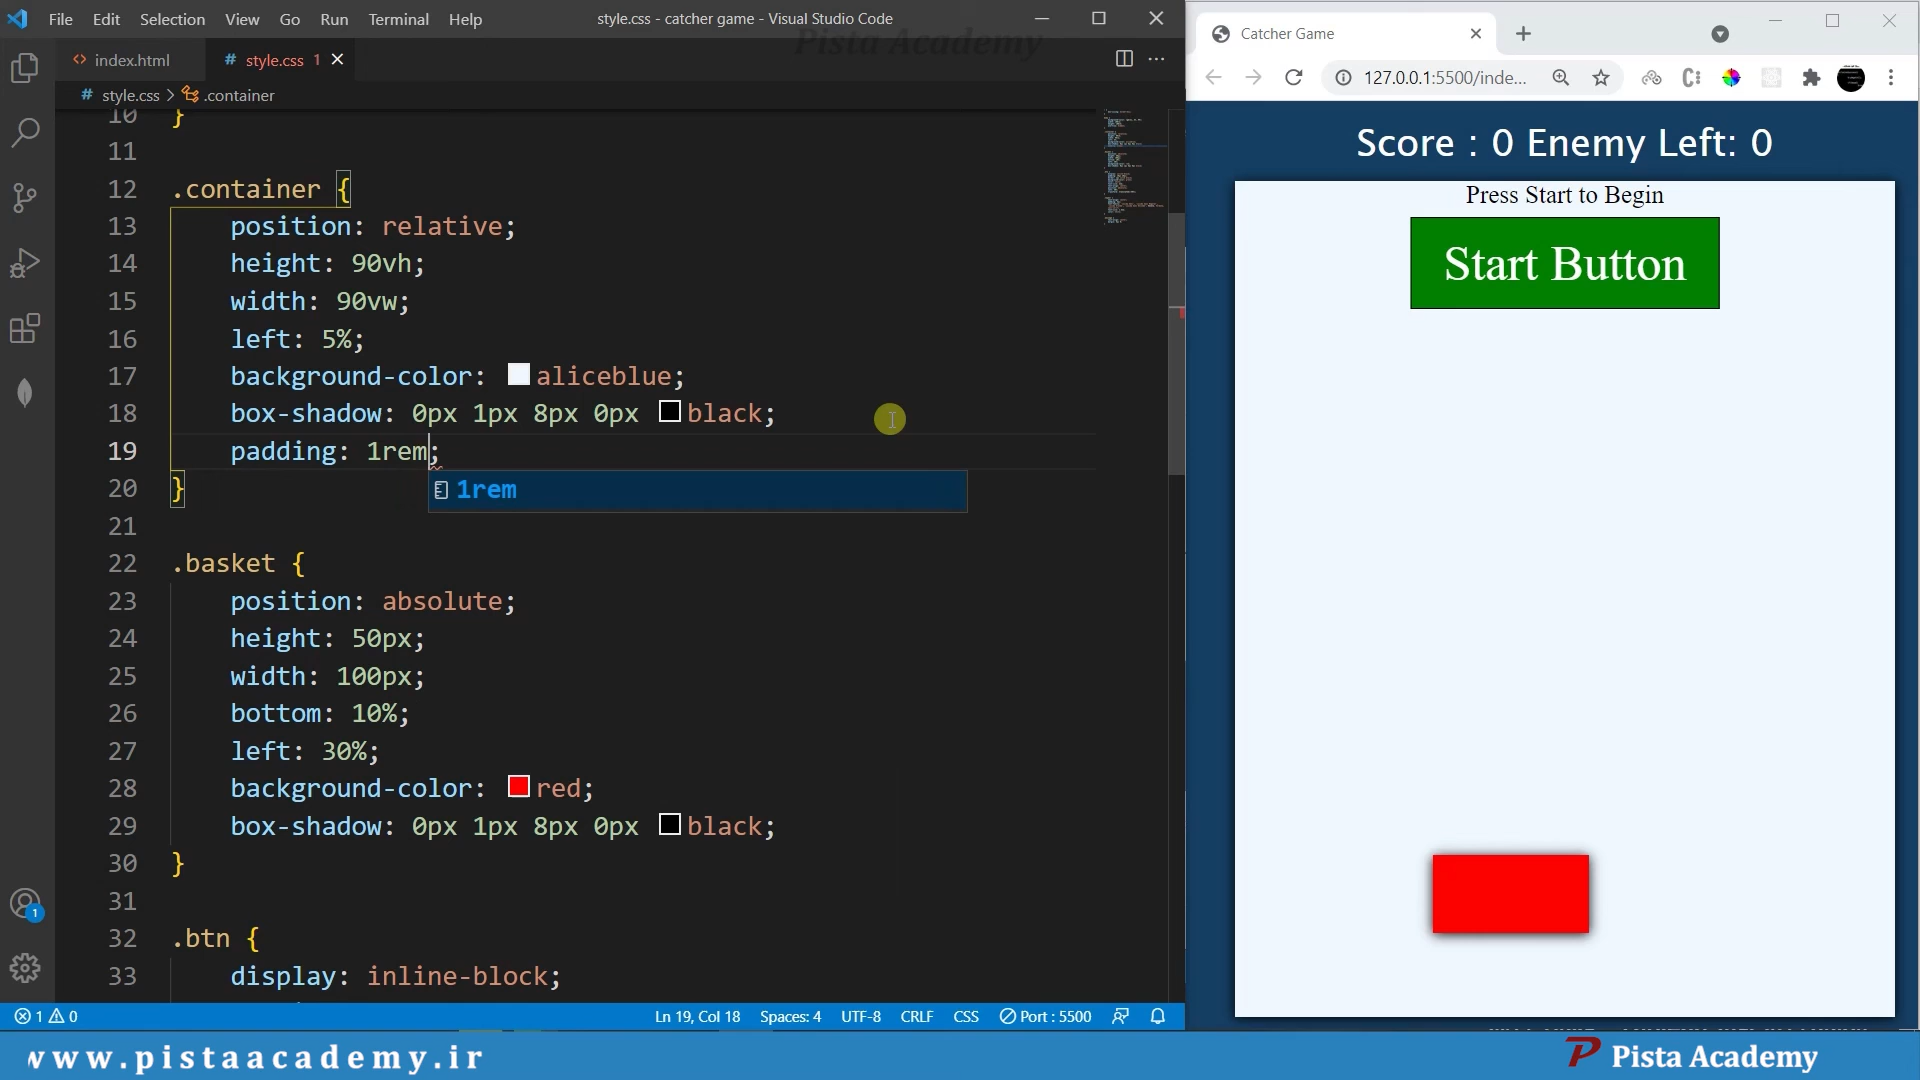 File Edit Selection View Go Run Terminal Help
style.css - catcher game - Visual Studio Code
Pista Academy
index.html
# style.css 1
# style.css > .container
10 }
11
12 .container {
13 position: relative;
14 height: 90vh;
15 width: 90vw;
16 left: 5%;
17 background-color: aliceblue;
18 box-shadow: 0px 1px 8px 0px black;
19 padding: 1rem;
20 }
1rem
21
22 .basket {
23 position: absolute;
24 height: 50px;
25 width: 100px;
26 bottom: 10%;
27 left: 30%;
28 background-color: red;
29 box-shadow: 0px 1px 8px 0px black;
30 }
31
32 .btn {
33 display: inline-block;
1
1 0
Ln 19, Col 18 Spaces: 4 UTF-8 CRLF CSS Port : 5500
Catcher Game
127.0.0.1:5500/inde...
Score : 0 Enemy Left: 0
Press Start to Begin
Start Button
www.pistaacademy.ir
Pista Academy